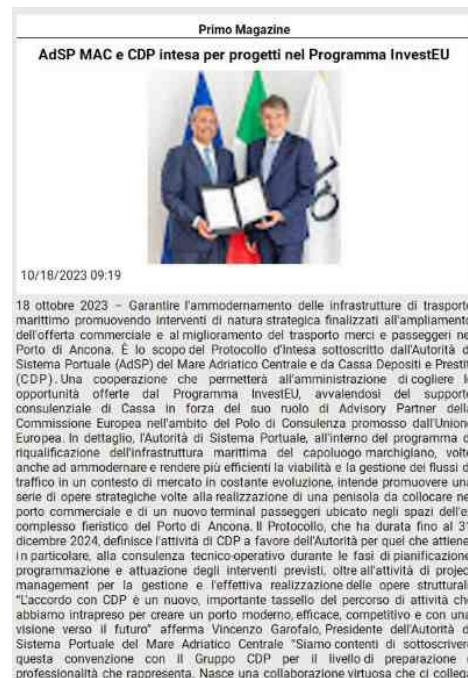 Primo Magazine
AdSP MAC e CDP intesa per progetti nel Programma InvestEU
10/18/2023 09:19
18 ottobre 2023 – Garantire l'ammodernamento delle infrastrutture di trasporto
marittimo promuovendo interventi di natura strategica finalizzati all'ampliamento
dell'offerta commerciale e al miglioramento del trasporto merci e passeggeri ne
Porto di Ancona. È lo scopo del Protocollo d'Intesa sottoscritto dall'Autorità d
Sistema Portuale (AdSP) del Mare Adriatico Centrale e da Cassa Depositi e Prestit
(CDP). Una cooperazione che permetterà all'amministrazione di cogliere l
opportunità offerte dal Programma InvestEU, avvalendosi del supporto
consulenziale di Cassa in forza del suo ruolo di Advisory Partner della
Commissione Europea nell'ambito del Polo di Consulenza promosso dall'Unione
Europea. In dettaglio, l'Autorità di Sistema Portuale, all'interno del programma d
riqualificazione dell'infrastruttura marittima del capoluogo marchigiano, volto
anche ad ammodernare e rendere più efficienti la viabilità e la gestione dei flussi d
traffico in un contesto di mercato in costante evoluzione, intende promuovere una
serie di opere strategiche volte alla realizzazione di una penisola da collocare ne
porto commerciale e di un nuovo terminal passeggeri ubicato negli spazi dell'e
complesso fieristico del Porto di Ancona. Il Protocollo, che ha durata fino al 31
dicembre 2024, definisce l'attività di CDP a favore dell'Autorità per quel che attiene
in particolare, alla consulenza tecnico-operativo durante le fasi di pianificazione
programmazione e attuazione degli interventi previsti, oltre all'attività di projec
management per la gestione e l'effettiva realizzazione delle opere struttural
"L'accordo con CDP è un nuovo, importante tassello del percorso di attività che
abbiamo intrapreso per creare un porto moderno, efficace, competitivo e con una
visione verso il futuro" afferma Vincenzo Garofalo, Presidente dell'Autorità d
Sistema Portuale del Mare Adriatico Centrale "Siamo contenti di sottoscrivere
questa convenzione con il Gruppo CDP per il livello di preparazione
professionalità che rappresenta. Nasce una collaborazione virtuosa che ci colleg